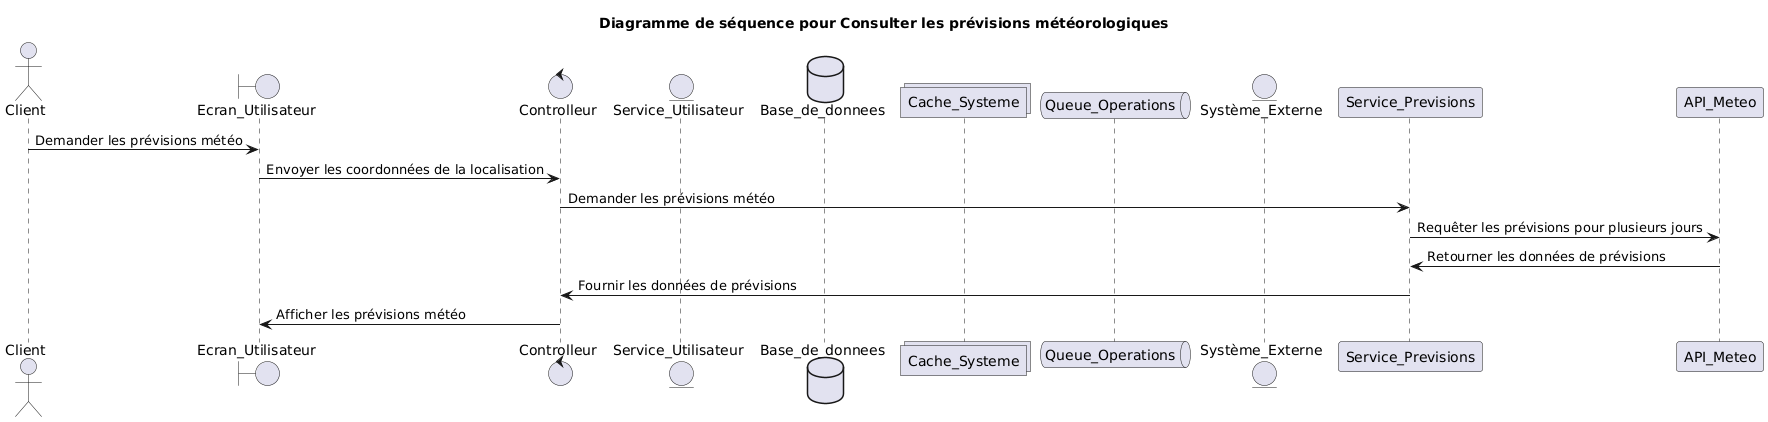 Diagramme de séquence pour Consulter les prévisions météorologiques
Client
Ecran_Utilisateur
Controlleur
Service_Utilisateur
Base_de_donnees
Cache_Systeme
Queue_Operations
Système_Externe
Service_Previsions
API_Meteo
Demander les prévisions météo
Envoyer les coordonnées de la localisation
Demander les prévisions météo
Requêter les prévisions pour plusieurs jours
Retourner les données de prévisions
Fournir les données de prévisions
Afficher les prévisions météo
Client
Ecran_Utilisateur
Controlleur
Service_Utilisateur
Base_de_donnees
Cache_Systeme
Queue_Operations
Système_Externe
Service_Previsions
API_Meteo